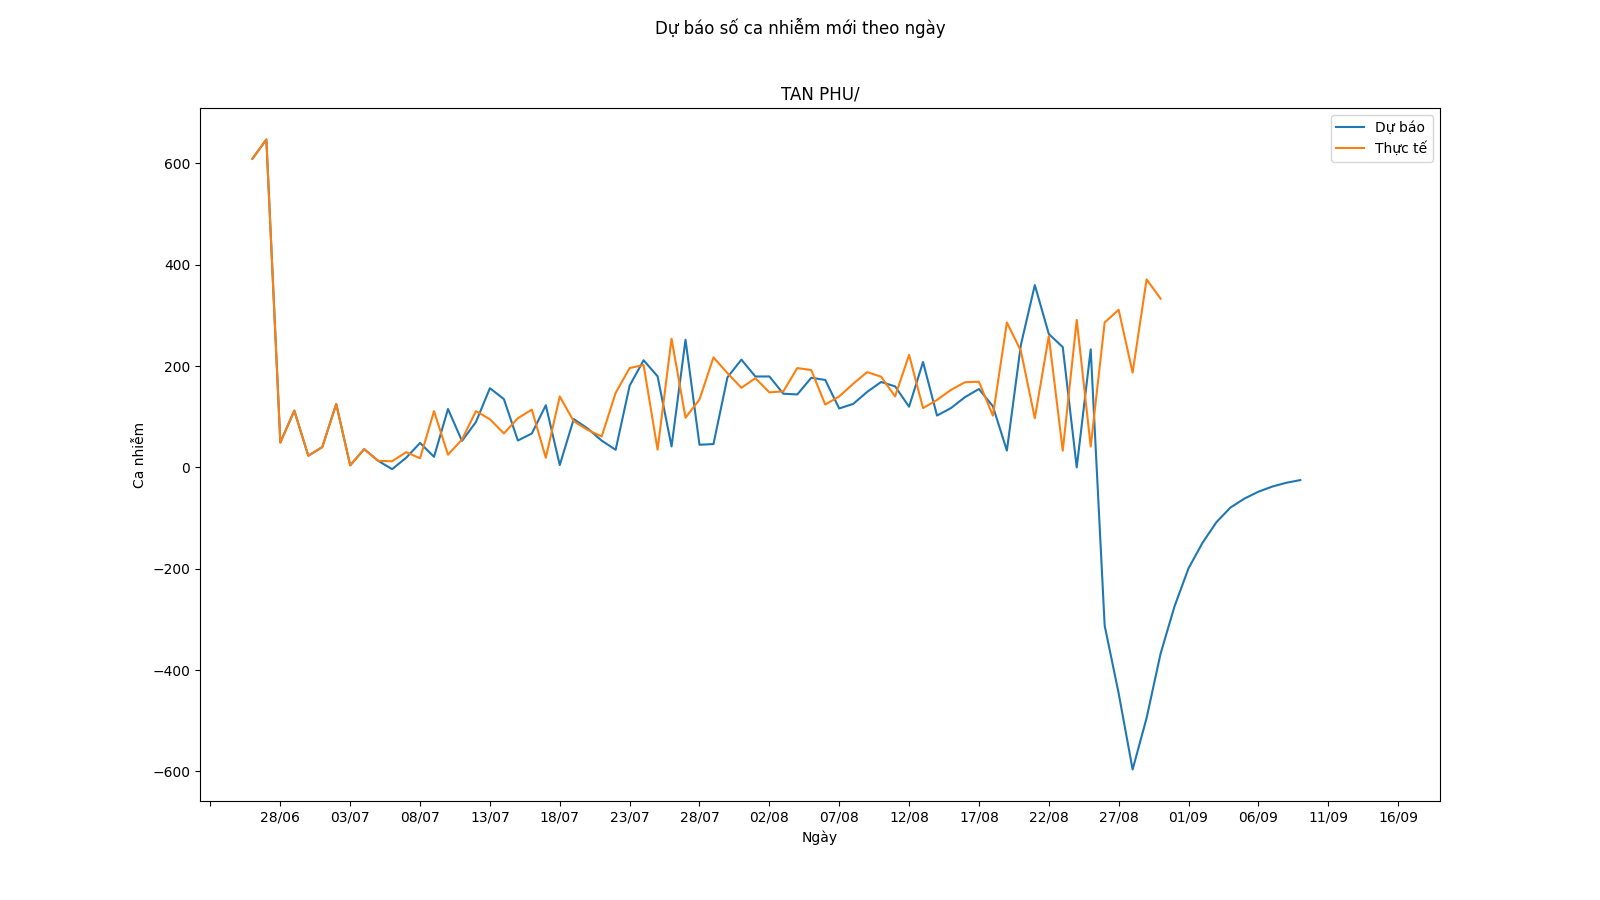 Dự báo số ca nhiễm mới theo ngày
TAN PHU/
Dự báo
Thực tế
600
400
200
0
−200
−400
−600
Ca nhiễm
28/06 03/07 08/07 13/07 18/07 23/07 28/07 02/08 07/08 12/08 17/08 22/08 27/08 01/09 06/09 11/09 16/09
Ngày